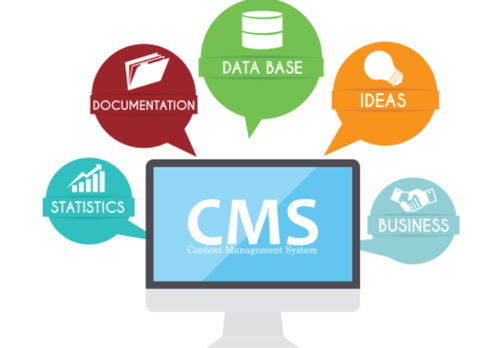 DATA BASE
DOCUMENTATION
IDEAS
STATISTICS
BUSINESS
CMS
Content Management System